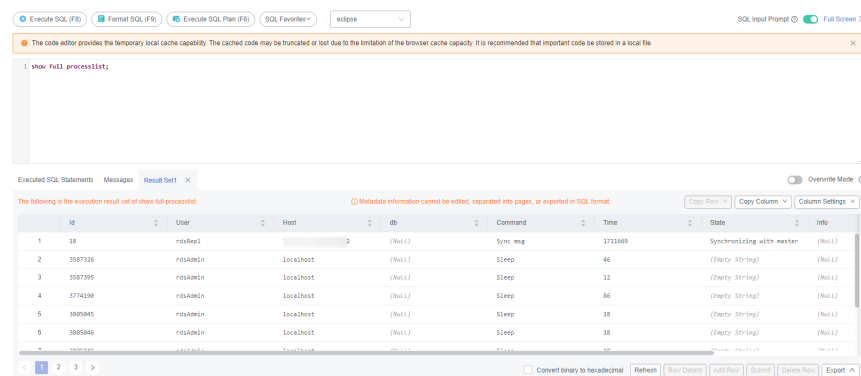 Execute SQL (F8) Format SQL (F9) Execute SQL Plan (F6) SQL Favorites eclipse SQL Input Prompt Full Screen
The code editor provides the temporary local cache capability. The cached code may be truncated or lost due to the limitation of the browser cache capacity. It is recommended that important code be stored in a local file.
1 show full processlist;
Executed SQL Statements Messages Result Set1 Overwrite Mode
The following is the execution result set of show full processlist. Metadata information cannot be edited, separated into pages, or exported in SQL format. Copy Row Copy Column Column Settings
Id User Host db Command Time State Info
1 18 rdsRepl 2 (Null) Sync msg 1711669 Synchronizing with master (Null)
2 3587326 rdsAdmin localhost (Null) Sleep 46 (Empty String) (Null)
3 3587395 rdsAdmin localhost (Null) Sleep 12 (Empty String) (Null)
4 3774190 rdsAdmin localhost (Null) Sleep 86 (Empty String) (Null)
5 3805045 rdsAdmin localhost (Null) Sleep 18 (Empty String) (Null)
6 3805046 rdsAdmin localhost (Null) Sleep 18 (Empty String) (Null)
1 2 3 Convert binary to hexadecimal Refresh Row Details Add Row Submit Delete Row Export